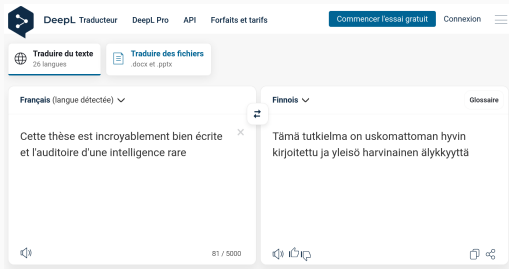 DeepL Traducteur DeepL Pro API Forfaits et tarifs Commencer l'essai gratuit Connexion
Traduire du texte
26 langues
Traduire des fichiers
.docx et .pptx
Français (langue détectée)
Cette thèse est incroyablement bien écrite
et l'auditoire d'une intelligence rare
81 / 5000
Finnois
Glossaire
Tämä tutkielma on uskomattoman hyvin
kirjoitettu ja yleisö harvinainen älykkyyttä